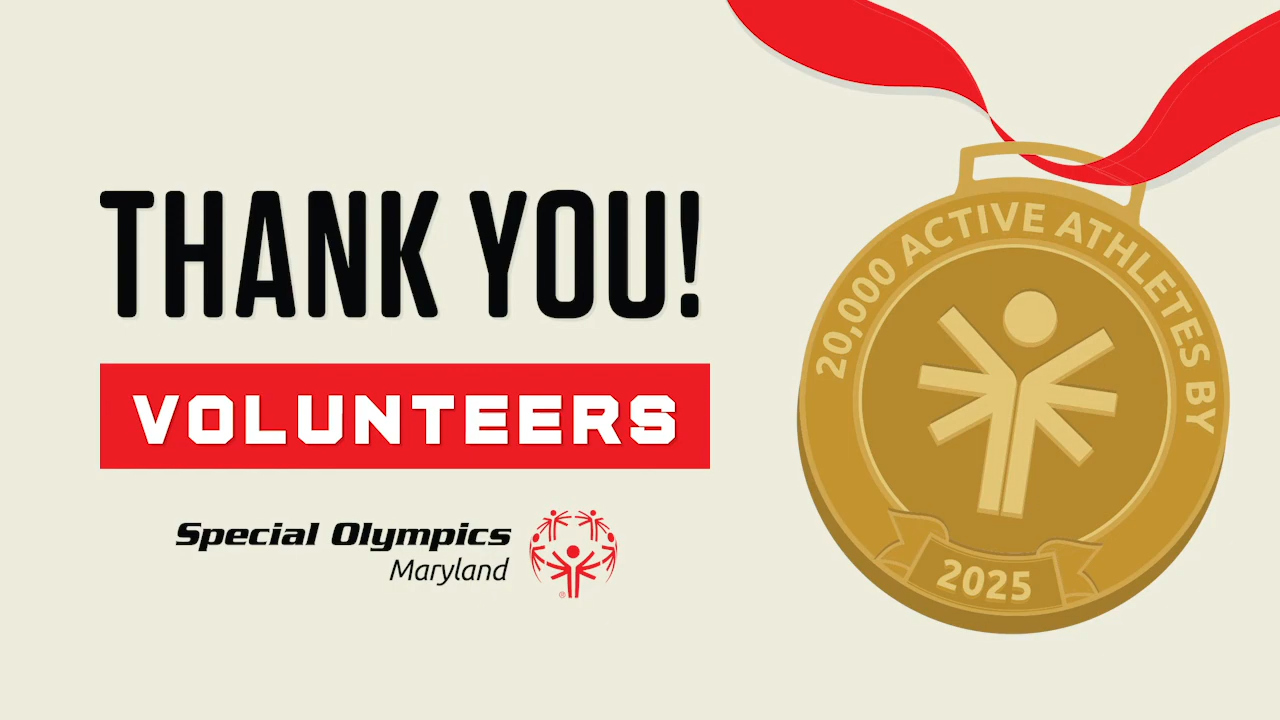 THANK YOU!
VOLUNTEERS
Special Olympics
Maryland
®
20,000 ACTIVE ATHLETES BY
2025